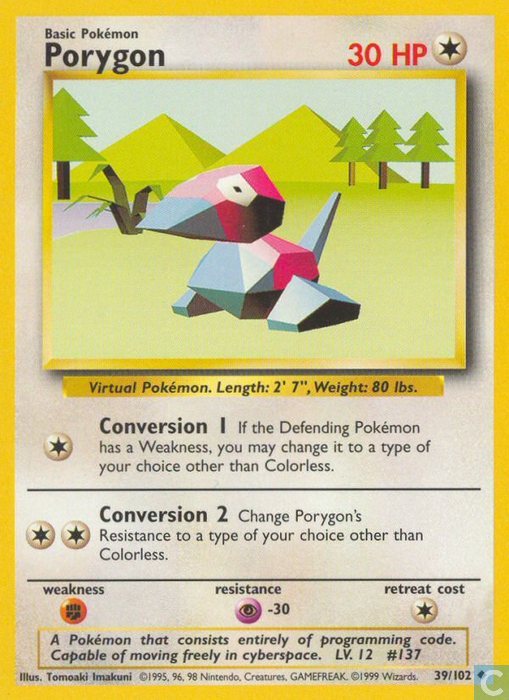 Basic Pokémon
Porygon
30 HP
Virtual Pokémon. Length: 2' 7", Weight: 80 lbs.
Conversion 1 If the Defending Pokémon
has a Weakness, you may change it to a type of
your choice other than Colorless.
Conversion 2 Change Porygon's
Resistance to a type of your choice other than
Colorless.
weakness resistance retreat cost
-30
A Pokémon that consists entirely of programming code.
Capable of moving freely in cyberspace. LV. 12 #137
Illus. Tomoaki Imakuni ©1995, 96, 98 Nintendo, Creatures, GAMEFREAK. ©1999 Wizards. 39/102
C